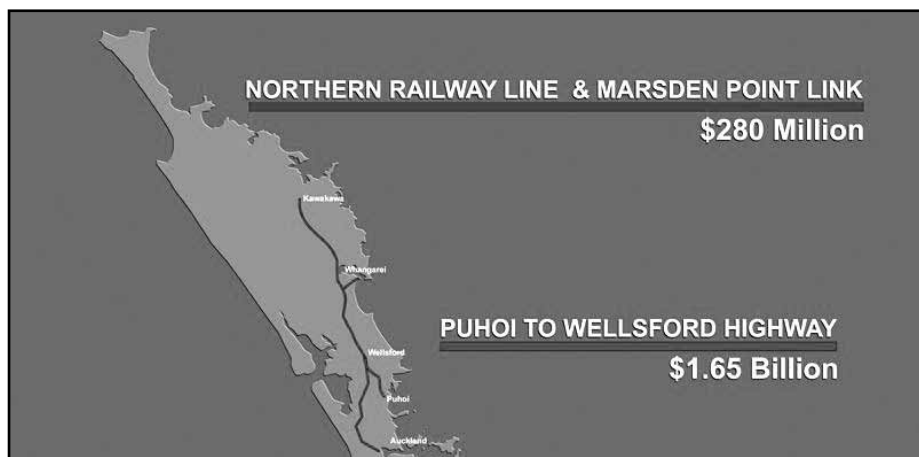 NORTHERN RAILWAY LINE & MARSDEN POINT LINK
$280 Million
Kawakawa
Whangarei
PUHOI TO WELLSFORD HIGHWAY
$1.65 Billion
Wellsford
Puhoi
Auckland